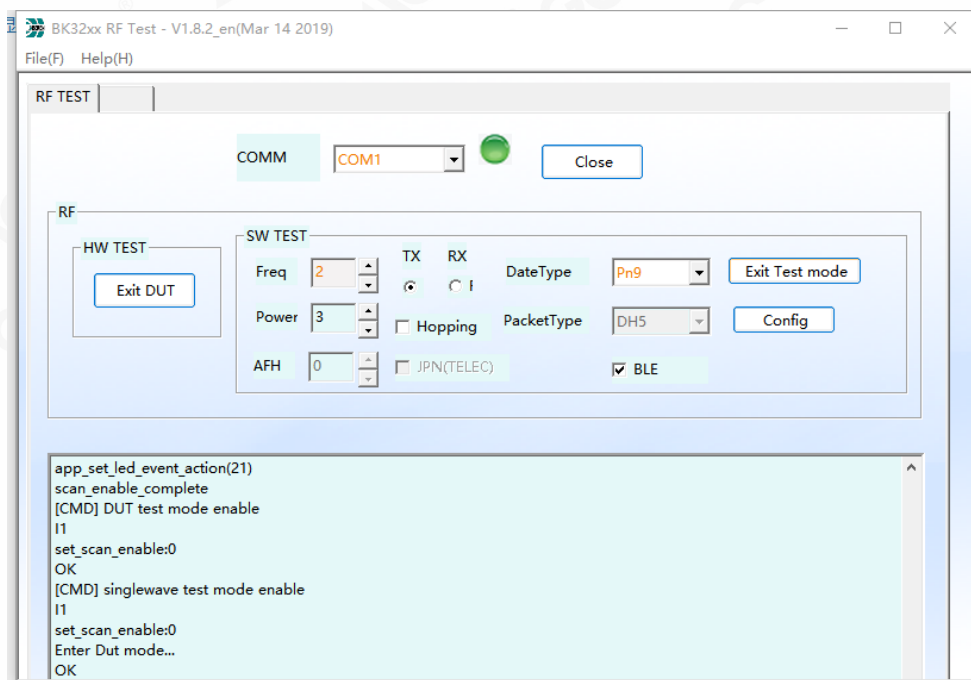 BK32xx RF Test - V1.8.2_en(Mar 14 2019)
File(F) Help(H)
RF TEST
COMM COM1 Close
RF
HW TEST
Exit DUT
SW TEST
TX RX
Freq 2 DateType Pn9 Exit Test mode
Power 3 Hopping PacketType DH5 Config
AFH 0 JPN(TELEC) BLE
app_set_led_event_action(21)
scan_enable_complete
[CMD] DUT test mode enable
I1
set_scan_enable:0
OK
[CMD] singlewave test mode enable
I1
set_scan_enable:0
Enter Dut mode...
OK